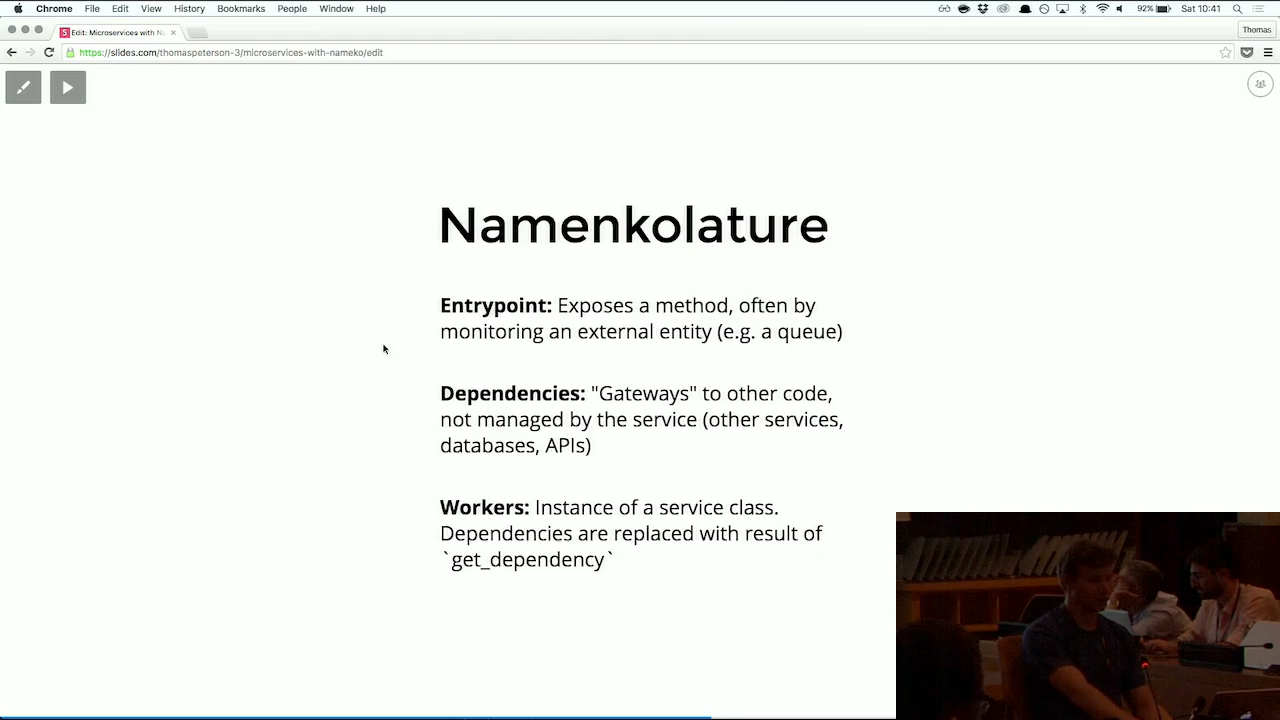 Chrome File Edit View History Bookmarks People Window Help 92% Sat 10:41
Edit: Microservices with Na
Thomas
https://slides.com/thomaspeterson-3/microservices-with-nameko/edit
Namenkolature
Entrypoint: Exposes a method, often by
monitoring an external entity (e.g. a queue)
Dependencies: "Gateways" to other code,
not managed by the service (other services,
databases, APIs)
Workers: Instance of a service class.
Dependencies are replaced with result of
`get_dependency`